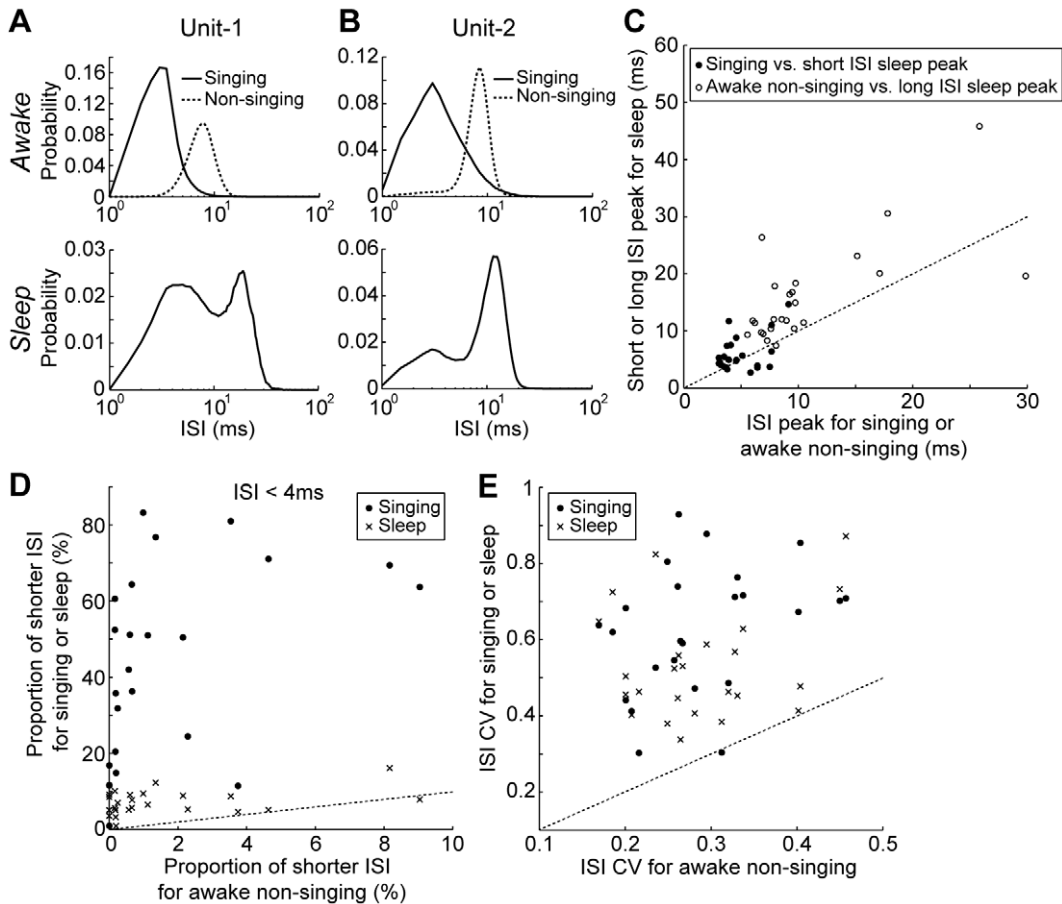 A
Unit-1
Awake
Probability
0.16
0.12
0.08
0.04
0
Singing
Non-singing
10^0
10^1
10^2
Sleep
Probability
0.03
0.02
0.01
0
10^0
10^1
10^2
ISI (ms)
B
Unit-2
0.12
0.08
0.04
0
Singing
Non-singing
10^0
10^1
10^2
0.06
0.04
0.02
0
10^0
10^1
10^2
ISI (ms)
C
Short or long ISI peak for sleep (ms)
60
50
40
30
20
10
0
Singing vs. short ISI sleep peak
Awake non-singing vs. long ISI sleep peak
0
10
20
30
ISI peak for singing or
awake non-singing (ms)
D
ISI < 4ms
Proportion of shorter ISI
for singing or sleep (%)
80
60
40
20
0
Singing
Sleep
0
2
4
6
8
10
Proportion of shorter ISI
for awake non-singing (%)
E
ISI CV for singing or sleep
1
0.8
0.6
0.4
0.2
Singing
Sleep
0.1
0.2
0.3
0.4
0.5
ISI CV for awake non-singing